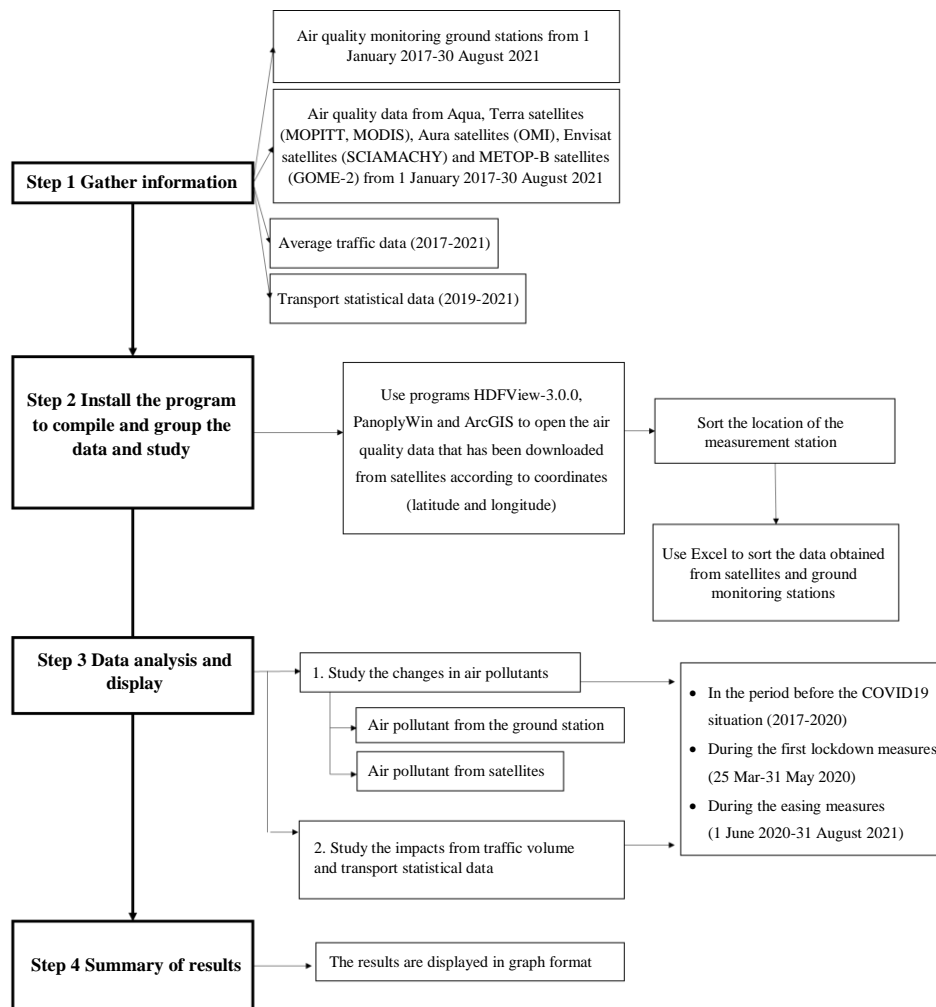 Air quality monitoring ground stations from 1
January 2017-30 August 2021
Air quality data from Aqua, Terra satellites
(MOPITT, MODIS), Aura satellites (OMI), Envisat
satellites (SCIAMACHY) and METOP-B satellites
(GOME-2) from 1 January 2017-30 August 2021
Step 1 Gather information
Average traffic data (2017-2021)
Transport statistical data (2019-2021)
Step 2 Install the program
to compile and group the
data and study
Use programs HDFView-3.0.0,
PanoplyWin and ArcGIS to open the air
quality data that has been downloaded
from satellites according to coordinates
(latitude and longitude)
Sort the location of the
measurement station
Use Excel to sort the data obtained
from satellites and ground
monitoring stations
Step 3 Data analysis and
display
1. Study the changes in air pollutants
Air pollutant from the ground station
Air pollutant from satellites
2. Study the impacts from traffic volume
and transport statistical data
• In the period before the COVID19
situation (2017-2020)
• During the first lockdown measures
(25 Mar-31 May 2020)
• During the easing measures
(1 June 2020-31 August 2021)
Step 4 Summary of results
The results are displayed in graph format